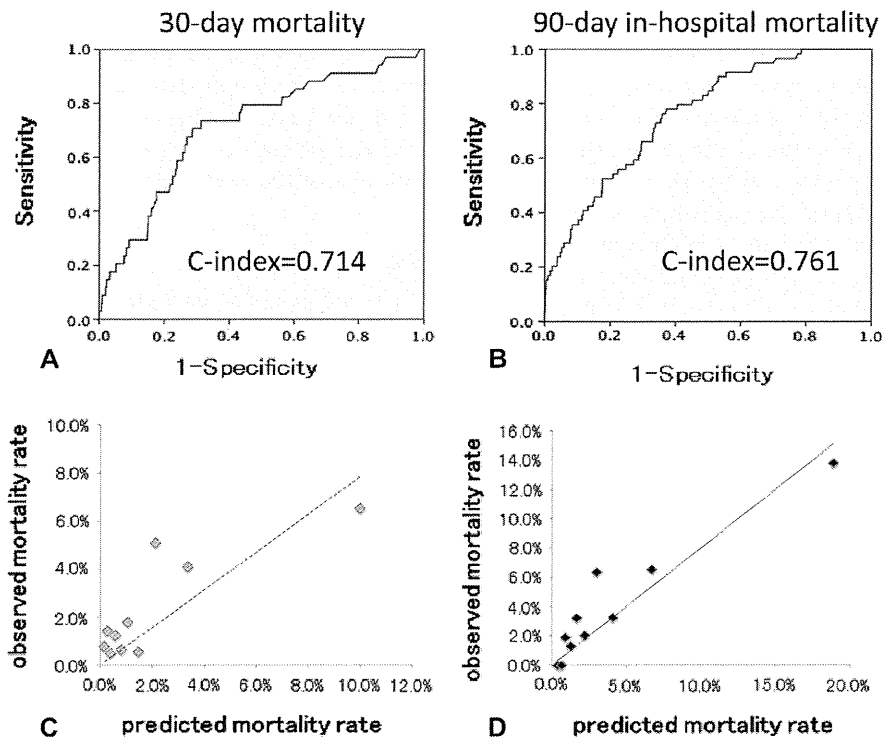 30-day mortality
90-day in-hospital mortality
1.0
0.8
0.6
0.4
0.2
0.0
Sensitivity
C-index=0.714
0.0 0.2 0.4 0.6 0.8 1.0
A
1-Specificity
1.0
0.8
0.6
0.4
0.2
0.0
Sensitivity
C-index=0.761
0.0 0.2 0.4 0.6 0.8 1.0
B
1-Specificity
10.0%
8.0%
6.0%
4.0%
2.0%
0.0%
observed mortality rate
0.0% 2.0% 4.0% 6.0% 8.0% 10.0% 12.0%
C
predicted mortality rate
16.0%
14.0%
12.0%
10.0%
8.0%
6.0%
4.0%
2.0%
0.0%
observed mortality rate
0.0% 5.0% 10.0% 15.0% 20.0%
D
predicted mortality rate